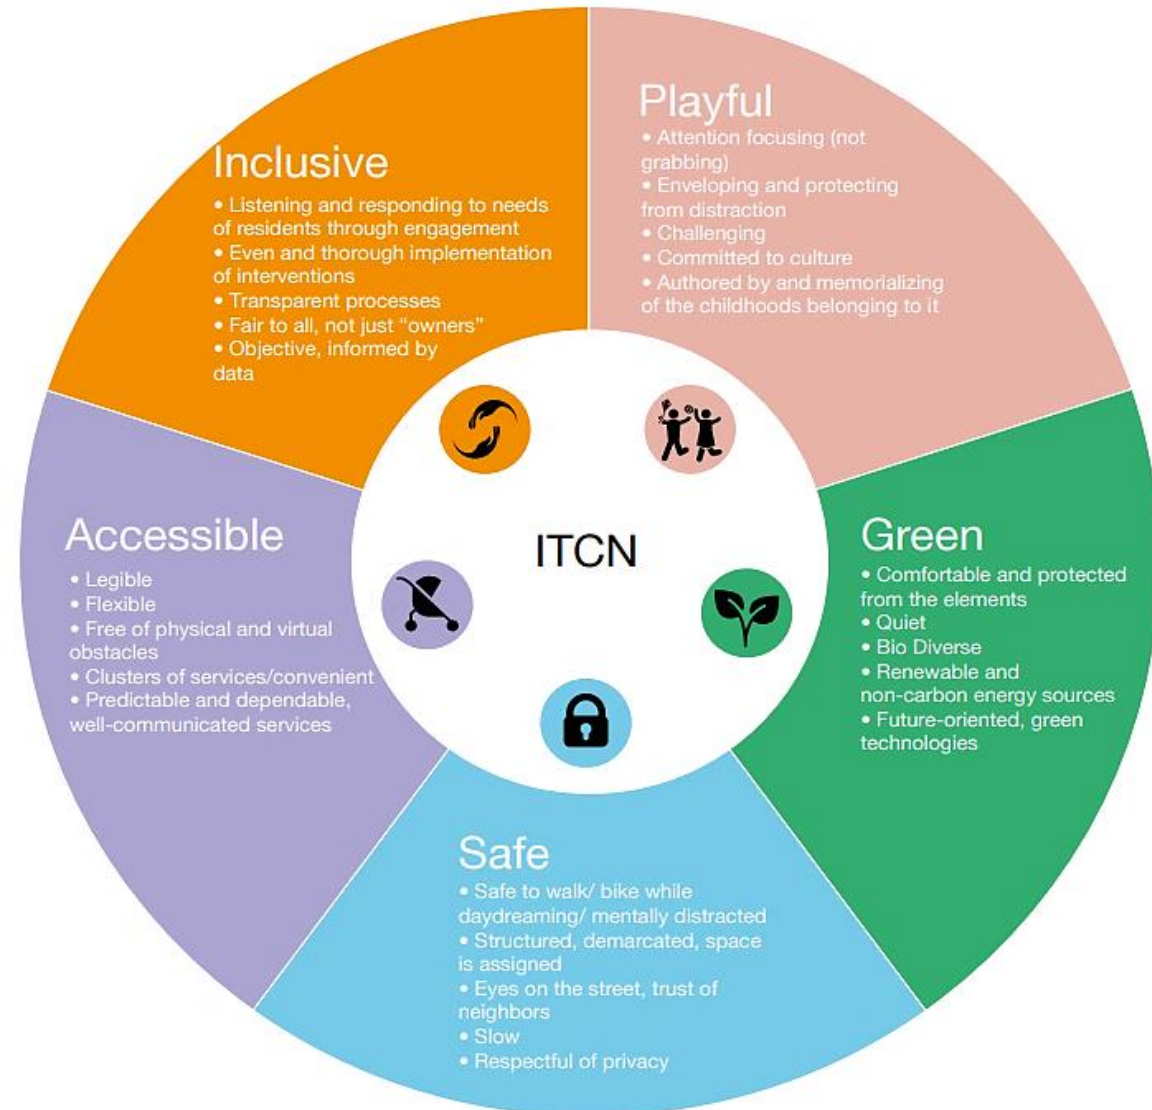 Inclusive
• Listening and responding to needs
of residents through engagement
• Even and thorough implementation
of interventions
• Transparent processes
• Fair to all, not just “owners”
• Objective, informed by
data
Playful
• Attention focusing (not
grabbing)
• Enveloping and protecting
from distraction
• Challenging
• Committed to culture
• Authored by and memorializing
of the childhoods belonging to it
ITCN
Accessible
• Legible
• Flexible
• Free of physical and virtual
obstacles
• Clusters of services/convenient
• Predictable and dependable,
well-communicated services
Green
• Comfortable and protected
from the elements
• Quiet
• Bio Diverse
• Renewable and
non-carbon energy sources
• Future-oriented, green
technologies
Safe
• Safe to walk/ bike while
daydreaming/ mentally distracted
• Structured, demarcated, space
is assigned
• Eyes on the street, trust of
neighbors
• Slow
• Respectful of privacy